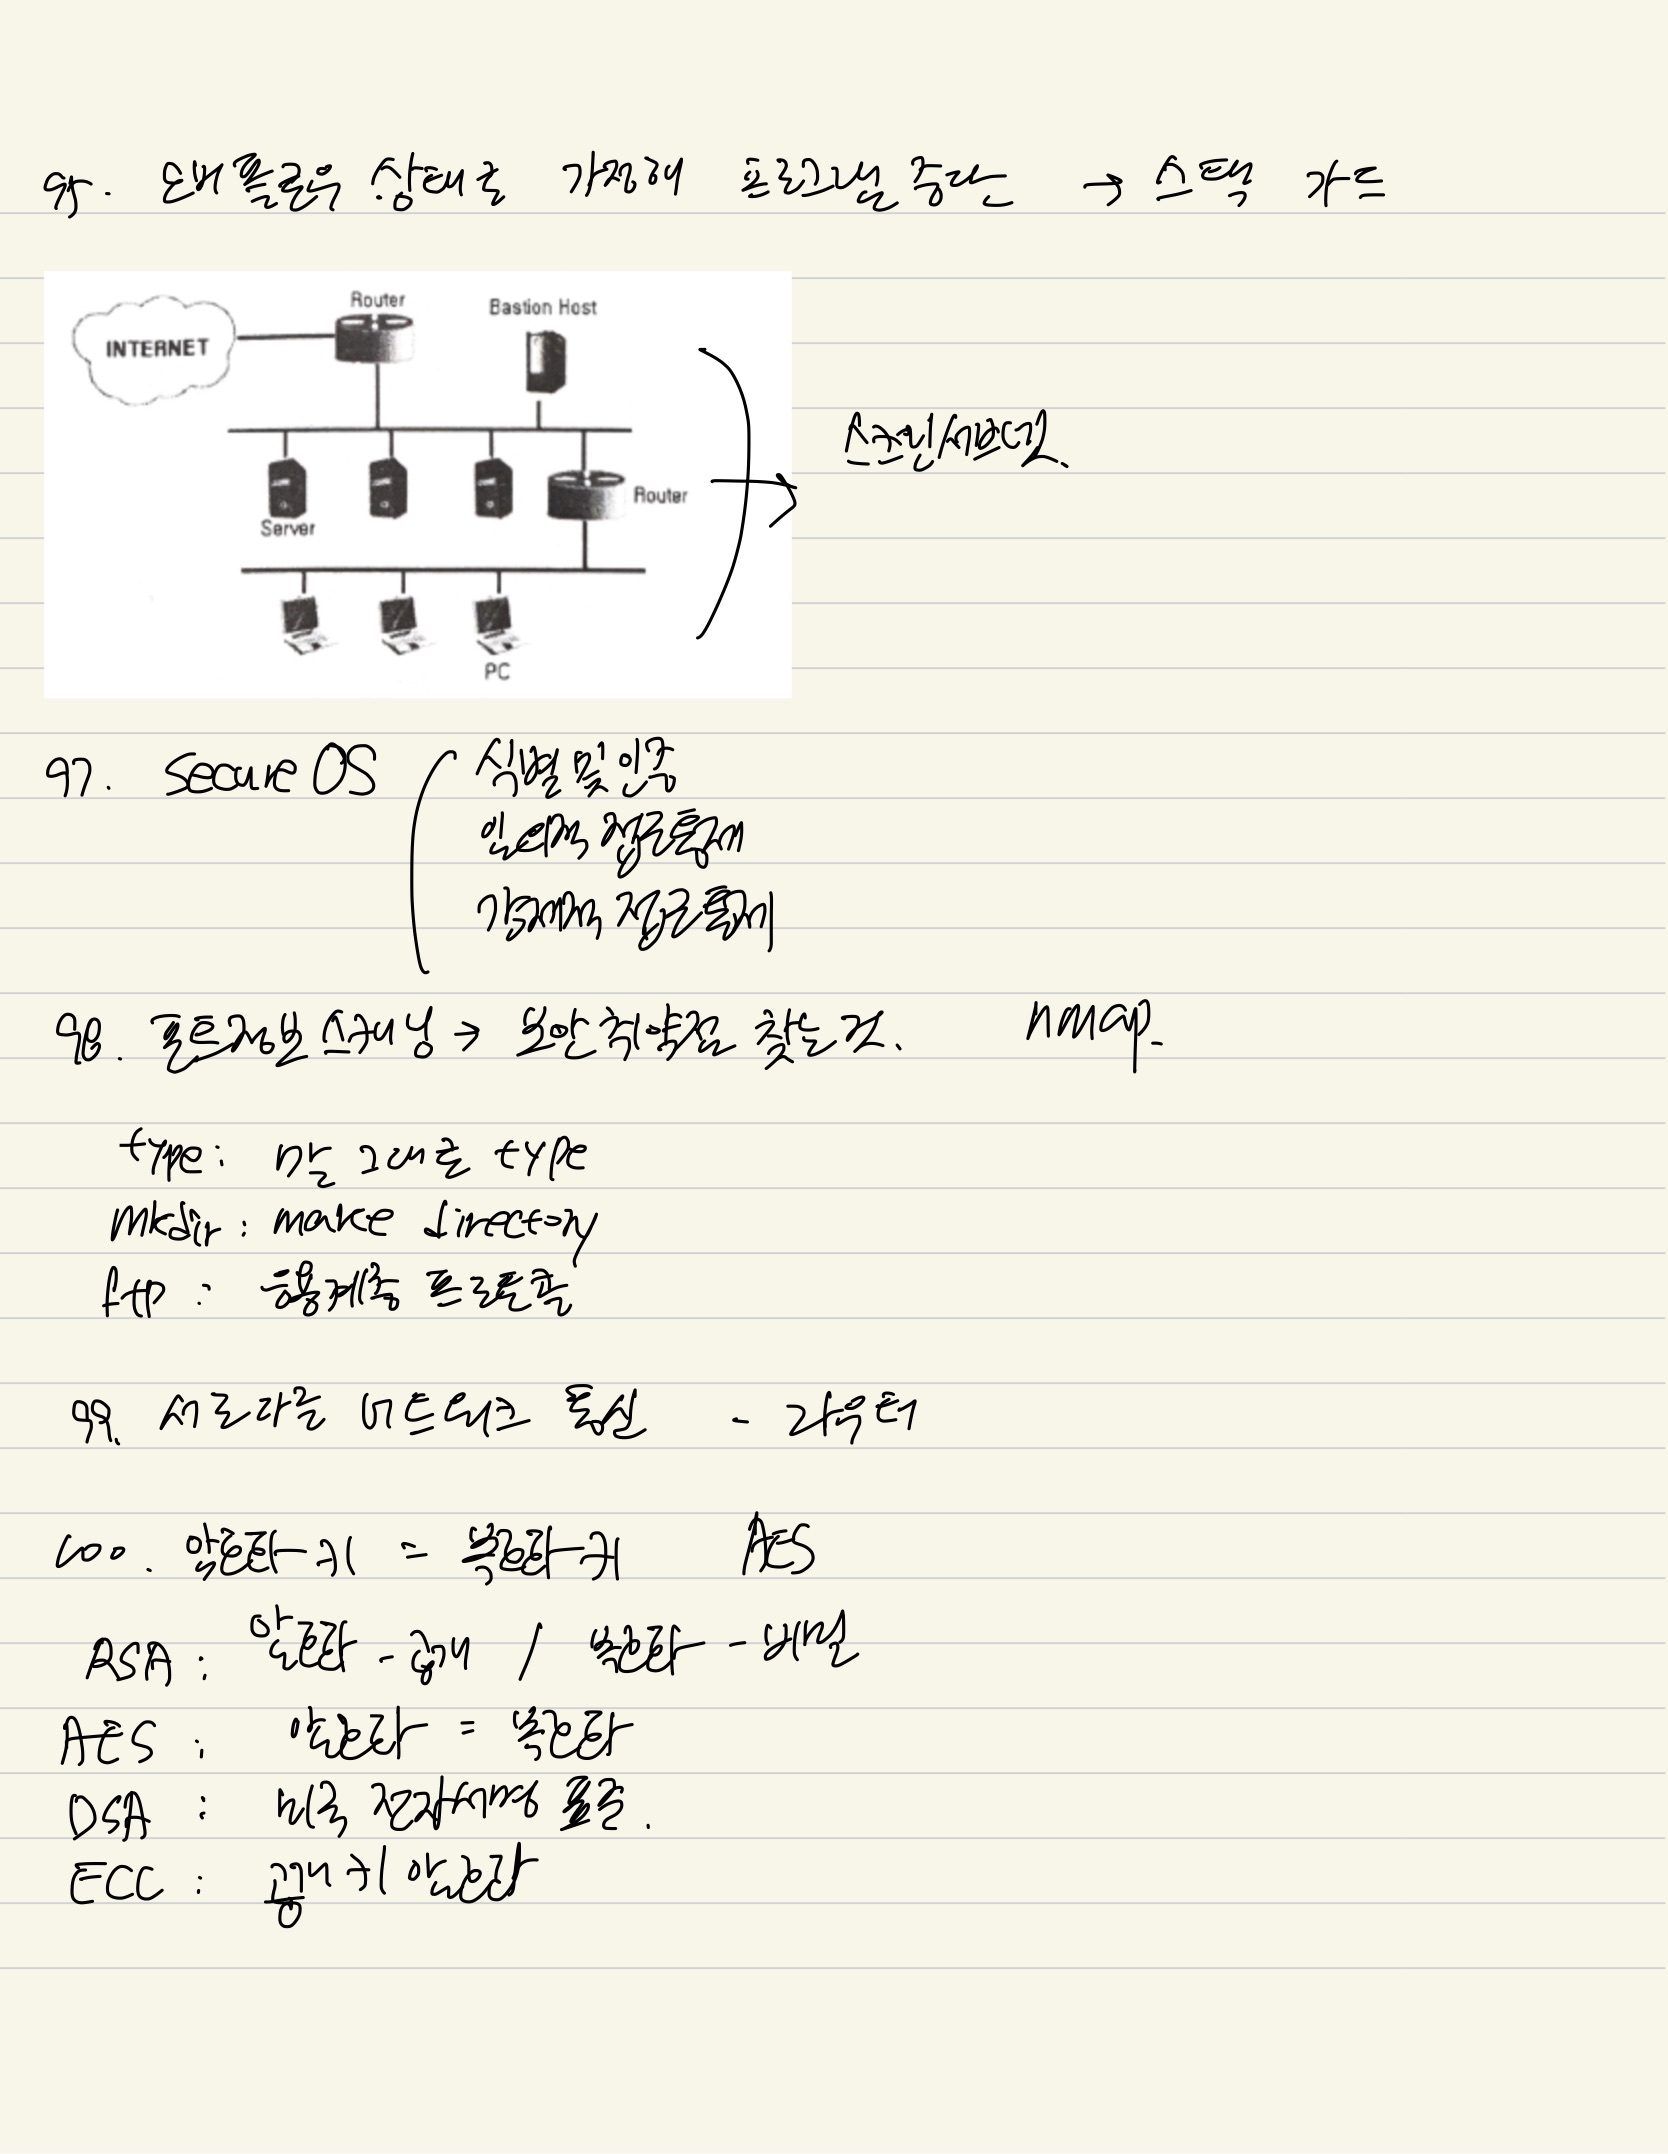 95. 오버플로우 상태로 가정해 프로그램 중단 → 스택 가드
Router
Bastion Host
INTERNET
스크린서브넷.
Router
Server
PC
97. Secure OS 식별 및 인증
임의적 접근통제
강제적 접근통제
98. 포트정보 스캐닝 → 보안 취약점 찾는 것. nmap.
type: 말 그대로 type
mkdir: make directory
ftp : 응용계층 프로토콜
99. 서로다른 네트워크 통신 - 라우터
100. 암호화키 = 복호화키 AES
RSA : 암호화 - 공개 / 복호화 - 비밀
AES : 암호화 = 복호화
DSA : 미국 전자서명 표준.
ECC : 공개키 암호화